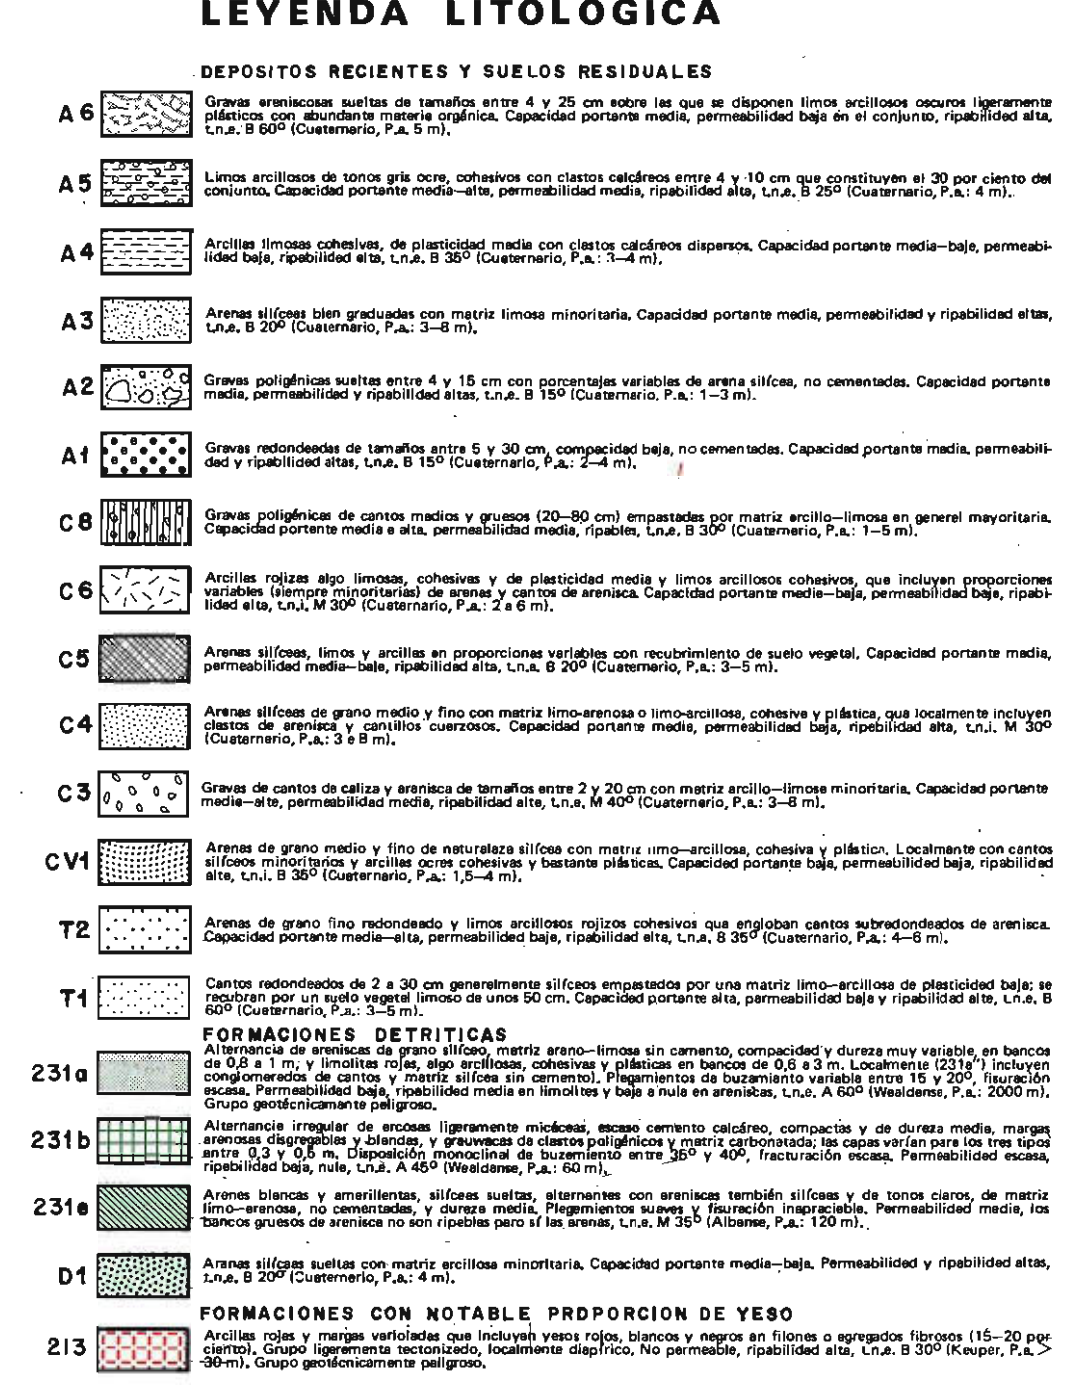 LEYENDA LITOLOGICA
DEPOSITOS RECIENTES Y SUELOS RESIDUALES
A6 Gravas areniscosas sueltas de tamaños entre 4 y 25 cm sobre las que se disponen limos arcillosos oscuros ligeramente
plásticos con abundante materia orgánica. Capacidad portante media, permeabilidad baja en el conjunto, ripabilidad alta,
t.n.e. B 60º (Cuaternario, P.a. 5 m).
A5 Limos arcillosos de tonos gris ocre, cohesivos con clastos calcáreos entre 4 y 10 cm que constituyen el 30 por ciento del
conjunto. Capacidad portante media—alta, permeabilidad media, ripabilidad alta, t.n.e. B 25º (Cuaternario, P.a.: 4 m).
A4 Arcillas limosas cohesivas, de plasticidad media con clastos calcáreos dispersos. Capacidad portante media—baja, permeabi-
lidad baja, ripabilidad alta, t.n.e. B 35º (Cuaternario, P.a.: 3—4 m).
A3 Arenas silíceas bien graduadas con matriz limosa minoritaria. Capacidad portante media, permeabilidad y ripabilidad altas,
t.n.e. B 20º (Cuaternario, P.a.: 3—8 m).
A2 Gravas poligénicas sueltas entre 4 y 15 cm con porcentajes variables de arena silícea, no cementadas. Capacidad portante
media, permeabilidad y ripabilidad altas, t.n.e. B 15º (Cuaternario, P.a.: 1—3 m).
A1 Gravas redondeadas de tamaños entre 5 y 30 cm, compacidad baja, no cementadas. Capacidad portante media, permeabili-
dad y ripabilidad altas, t.n.e. B 15º (Cuaternario, P.a.: 2—4 m).
C8 Gravas poligénicas de cantos medios y gruesos (20—80 cm) empastadas por matriz arcillo—limosa en general mayoritaria.
Capacidad portante media a alta, permeabilidad media, ripables, t.n.e. B 30º (Cuaternario, P.a.: 1—5 m).
C6 Arcillas rojizas algo limosas, cohesivas y de plasticidad media y limos arcillosos cohesivos, que incluyen proporciones
variables (siempre minoritarias) de arenas y cantos de arenisca. Capacidad portante media—baja, permeabilidad baja, ripabi-
lidad alta, t.n.i. M 30º (Cuaternario, P.a.: 2 a 6 m).
C5 Arenas silíceas, limos y arcillas en proporciones variables con recubrimiento de suelo vegetal. Capacidad portante media,
permeabilidad media—baja, ripabilidad alta, t.n.a. B 20º (Cuaternario, P.a.: 3—5 m).
C4 Arenas silíceas de grano medio y fino con matriz limo-arenosa o limo-arcillosa, cohesiva y plástica, que localmente incluyen
clastos de arenisca y cantillos cuarzosos. Capacidad portante media, permeabilidad baja, ripabilidad alta, t.n.i. M 30º
(Cuaternario, P.a.: 3 a 8 m).
C3 Gravas de cantos de caliza y arenisca de tamaños entre 2 y 20 cm con matriz arcillo—limosa minoritaria. Capacidad portante
media—alta, permeabilidad media, ripabilidad alta, t.n.e. M 40º (Cuaternario, P.a.: 3—8 m).
CV1 Arenas de grano medio y fino de naturaleza silícea con matriz limo—arcillosa, cohesiva y plástica. Localmente con cantos
silíceos minoritarios y arcillas ocres cohesivas y bastante plásticas. Capacidad portante baja, permeabilidad baja, ripabilidad
alta, t.n.i. B 35º (Cuaternario, P.a.: 1,5—4 m).
T2 Arenas de grano fino redondeado y limos arcillosos rojizos cohesivos que engloban cantos subredondeados de arenisca.
Capacidad portante media—alta, permeabilidad baja, ripabilidad alta, t.n.e. B 35º (Cuaternario, P.a.: 4—6 m).
T1 Cantos redondeados de 2 a 30 cm generalmente silíceos empastados por una matriz limo—arcillosa de plasticidad baja; se
recubran por un suelo vegetal limoso de unos 50 cm. Capacidad portante alta, permeabilidad baja y ripabilidad alta, t.n.e. B
60º (Cuaternario, P.a.: 3—5 m).
FORMACIONES DETRITICAS
231a Alternancia de areniscas de grano silíceo, matriz areno—limosa sin cemento, compacidad y dureza muy variable, en bancos
de 0,8 a 1 m, y limolitas rojas, algo arcillosas, cohesivas y plásticas en bancos de 0,6 a 3 m. Localmente (231a") incluyen
conglomerados de cantos y matriz silícea sin cemento). Plegamientos de buzamiento variable entre 15 y 20º, fisuración
escasa. Permeabilidad baja, ripabilidad media en limolitas y baja a nula en areniscas, t.n.e. A 60º (Wealdense, P.a.: 2000 m).
Grupo geotécnicamente peligroso.
231b Alternancia irregular de arcosas ligeramente micáceas, escaso cemento calcáreo, compactas y de dureza media, margas
arenosas disgregables y blandas, y grauwacas de clastos poligénicos y matriz carbonatada; las capas varían para los tres tipos
entre 0,3 y 0,6 m. Disposición monoclinal de buzamiento entre 35º y 40º, fracturación escasa. Permeabilidad escasa,
ripabilidad baja, nula, t.n.e. A 45º (Wealdense, P.a.: 60 m).
231e Arenas blancas y amarillentas, silíceas sueltas, alternantes con areniscas también silíceas y de tonos claros, de matriz
limo—arenosa, no cementadas, y dureza media. Plegamientos suaves y fisuración inapreciable. Permeabilidad media, los
bancos gruesos de arenisca no son ripables pero sí las arenas, t.n.e. M 35º (Albense, P.a.: 120 m).
D1 Arenas silíceas sueltas con matriz arcillosa minoritaria. Capacidad portante media—baja. Permeabilidad y ripabilidad altas,
t.n.e. B 20º (Cuaternario, P.a.: 4 m).
FORMACIONES CON NOTABLE PROPORCION DE YESO
213 Arcillas rojas y margas varioladas que incluyen yesos rojos, blancos y negros en filones o agregados fibrosos (15—20 por
ciento). Grupo ligeramente tectonizado, localmente diapírico. No permeable, ripabilidad alta, t.n.e. B 30º (Keuper, P.a. >
30 m). Grupo geotécnicamente peligroso.